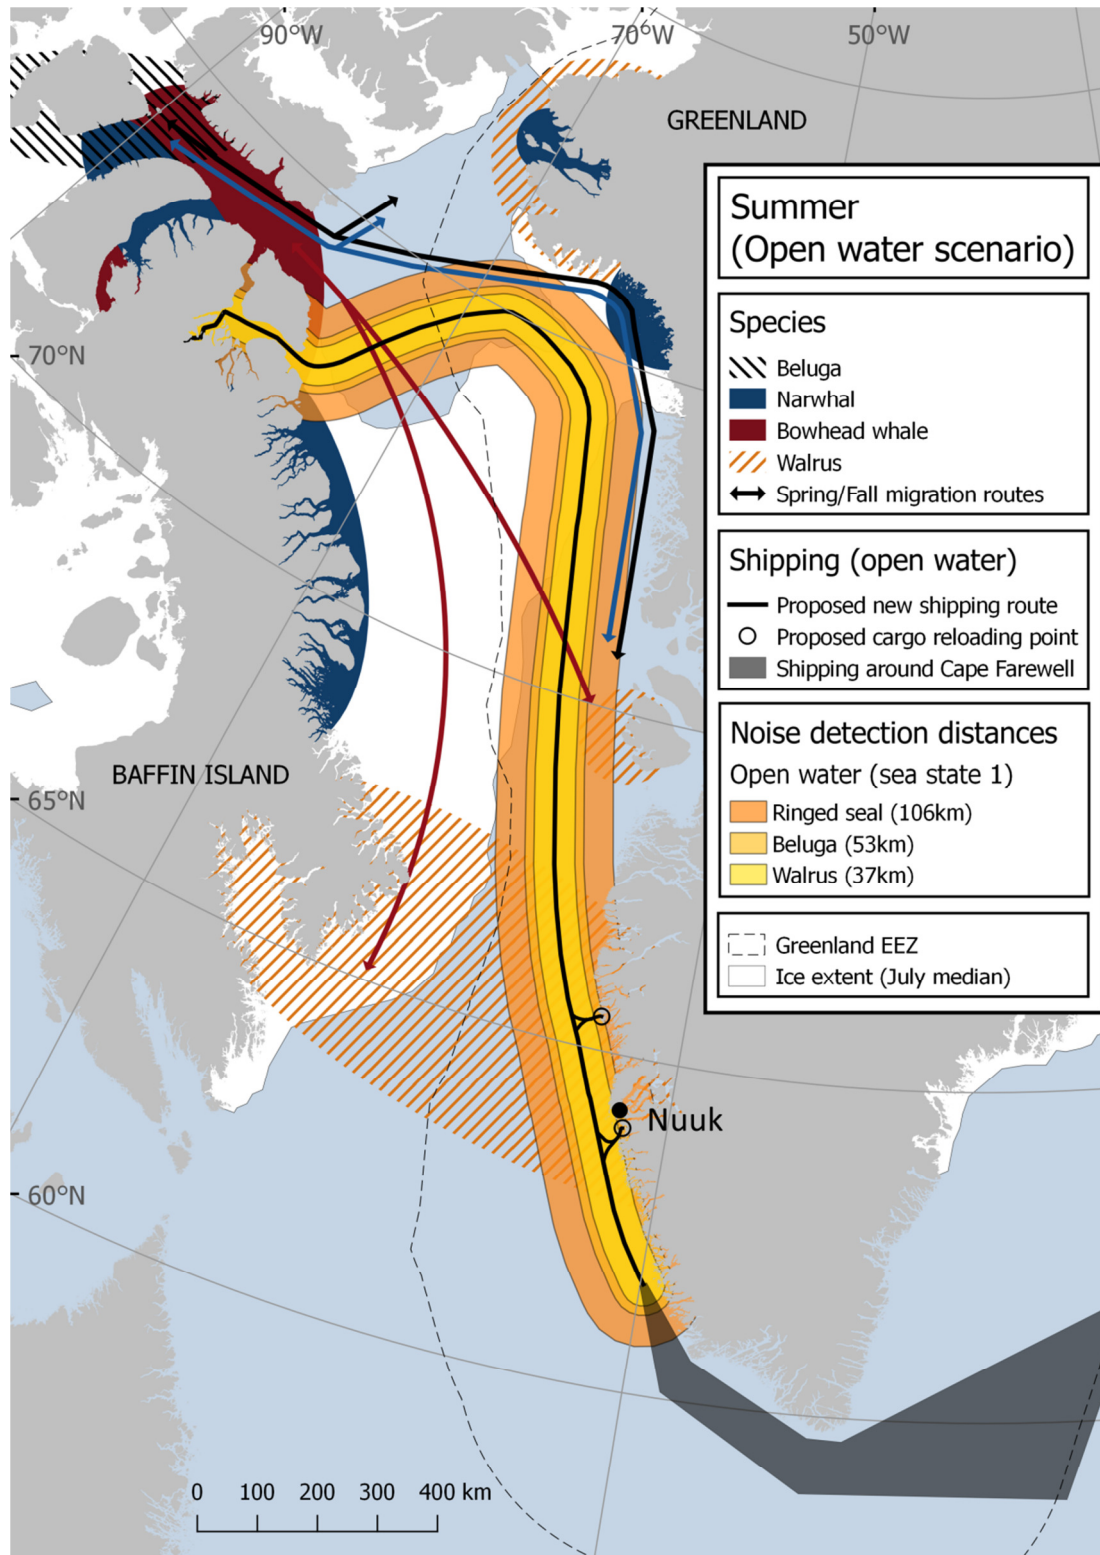 90°W
70°W
50°W
GREENLAND
70°N
BAFFIN ISLAND
65°N
Nuuk
60°N
0 100 200 300 400 km
Summer
(Open water scenario)
Species
Beluga
Narwhal
Bowhead whale
Walrus
Spring/Fall migration routes
Shipping (open water)
Proposed new shipping route
Proposed cargo reloading point
Shipping around Cape Farewell
Noise detection distances
Open water (sea state 1)
Ringed seal (106km)
Beluga (53km)
Walrus (37km)
Greenland EEZ
Ice extent (July median)